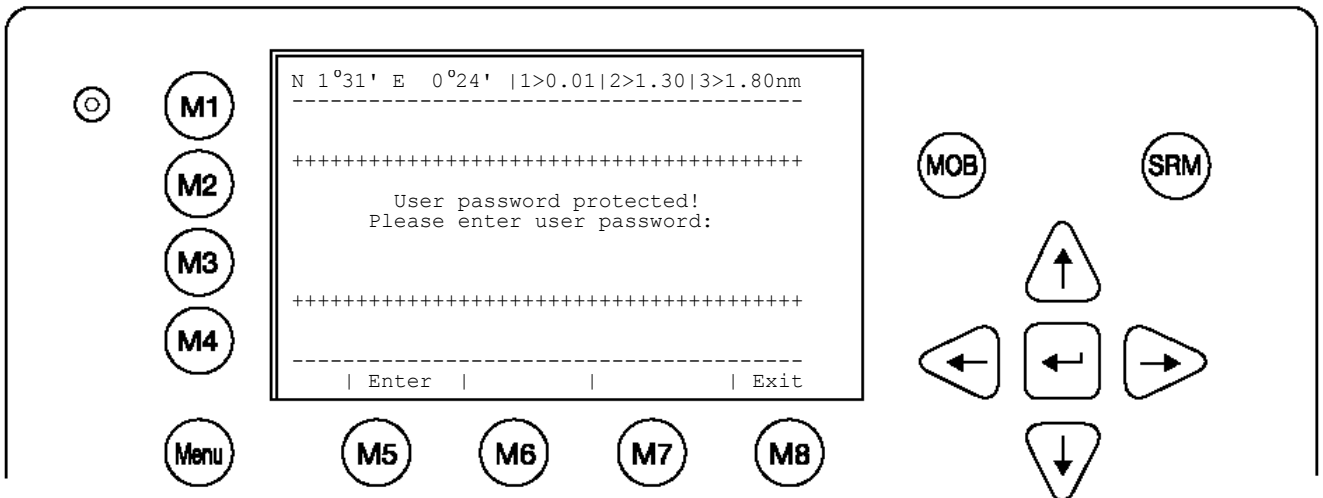 N 1°31' E 0°24' |1>0.01|2>1.30|3>1.80nm
----------------------------------------
++++++++++++++++++++++++++++++++++++++++
User password protected!
Please enter user password:
++++++++++++++++++++++++++++++++++++++++
----------------------------------------
| Enter | | | Exit
M1
M2
M3
M4
Menu
M5
M6
M7
M8
MOB
SRM